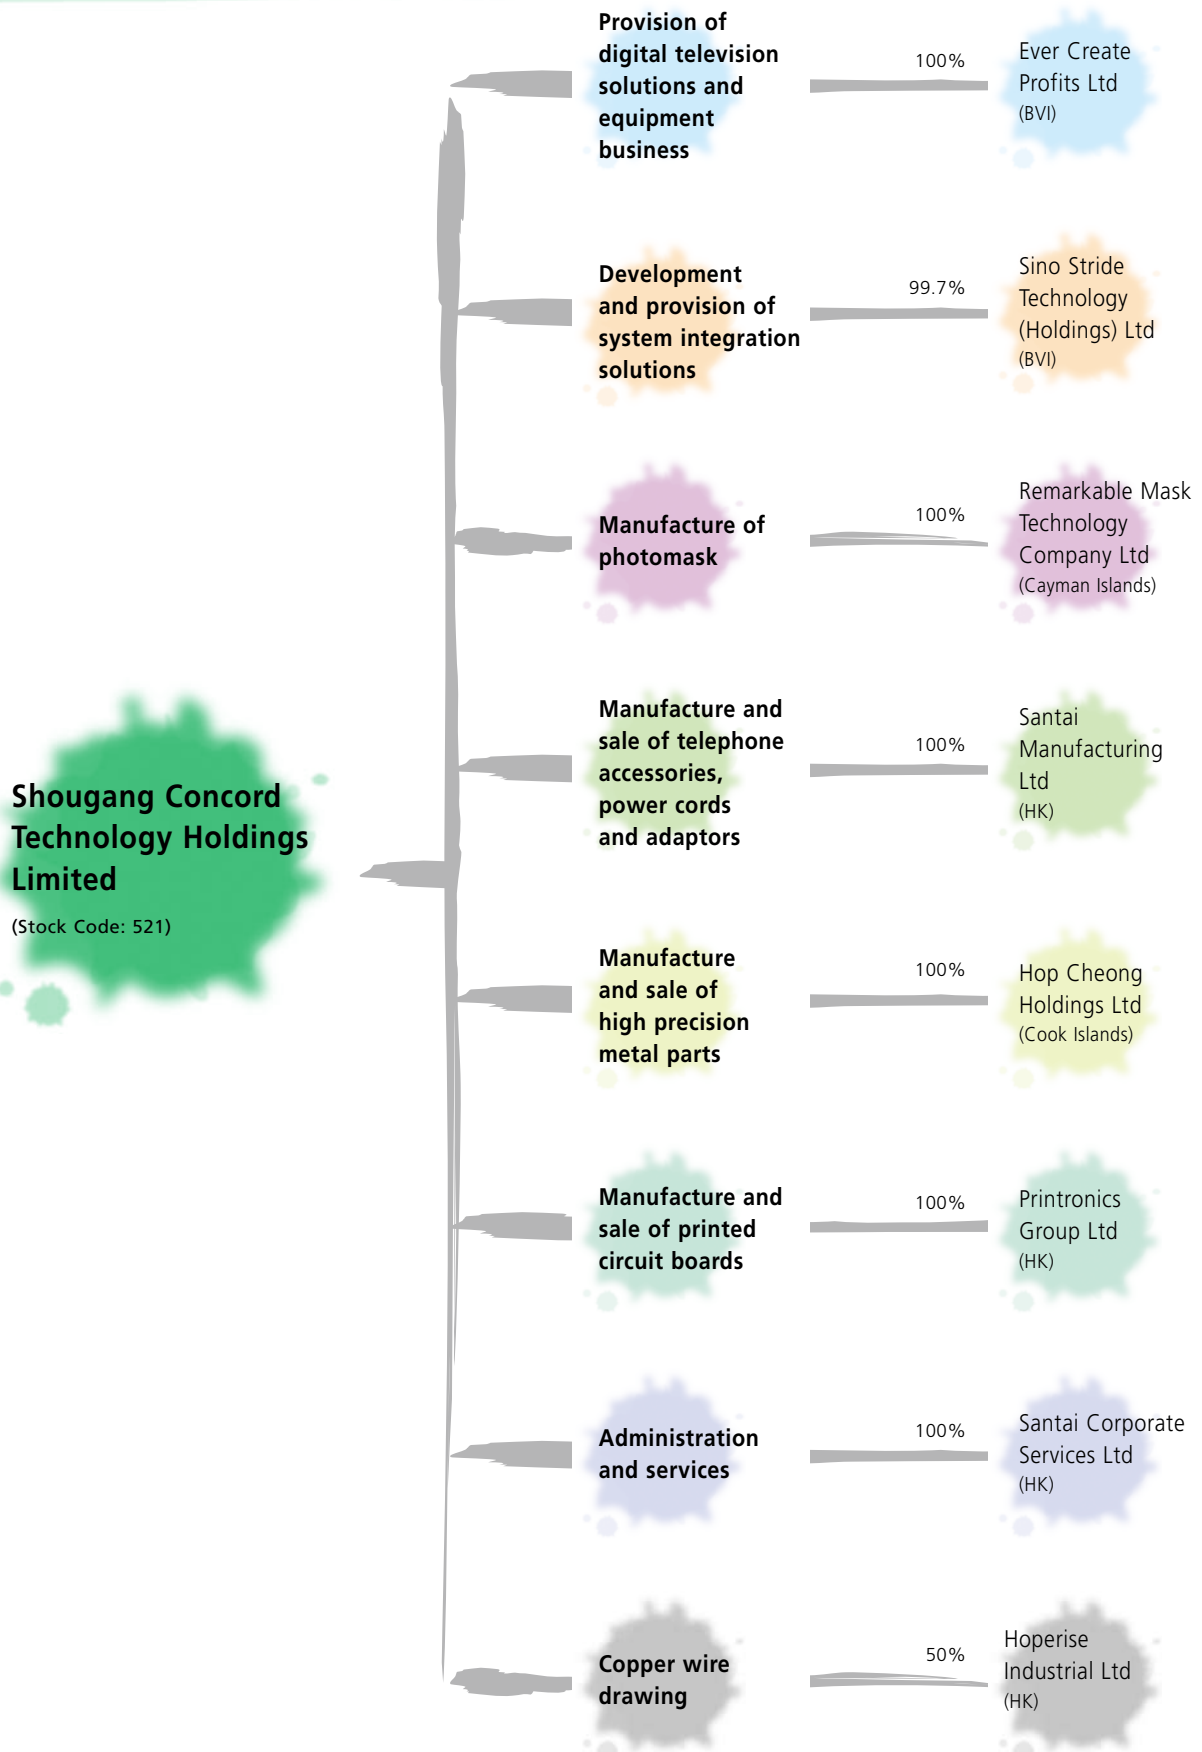 Provision of
digital television
solutions and
equipment
business
100%
Ever Create
Profits Ltd
(BVI)
Development
and provision of
system integration
solutions
99.7%
Sino Stride
Technology
(Holdings) Ltd
(BVI)
Manufacture of
photomask
100%
Remarkable Mask
Technology
Company Ltd
(Cayman Islands)
Shougang Concord
Technology Holdings
Limited
(Stock Code: 521)
Manufacture and
sale of telephone
accessories,
power cords
and adaptors
100%
Santai
Manufacturing
Ltd
(HK)
Manufacture
and sale of
high precision
metal parts
100%
Hop Cheong
Holdings Ltd
(Cook Islands)
Manufacture and
sale of printed
circuit boards
100%
Printronics
Group Ltd
(HK)
Administration
and services
100%
Santai Corporate
Services Ltd
(HK)
Copper wire
drawing
50%
Hoperise
Industrial Ltd
(HK)